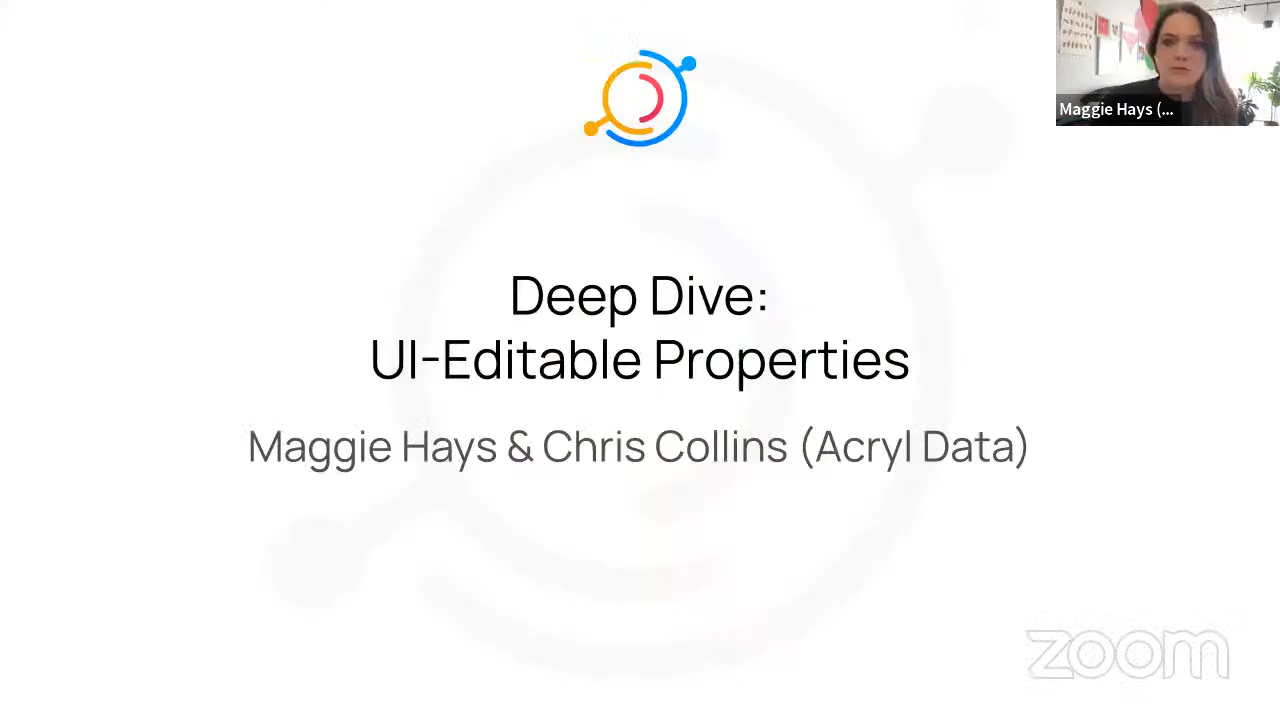 Maggie Hays (...
Deep Dive:
UI-Editable Properties
Maggie Hays & Chris Collins (Acryl Data)
zoom